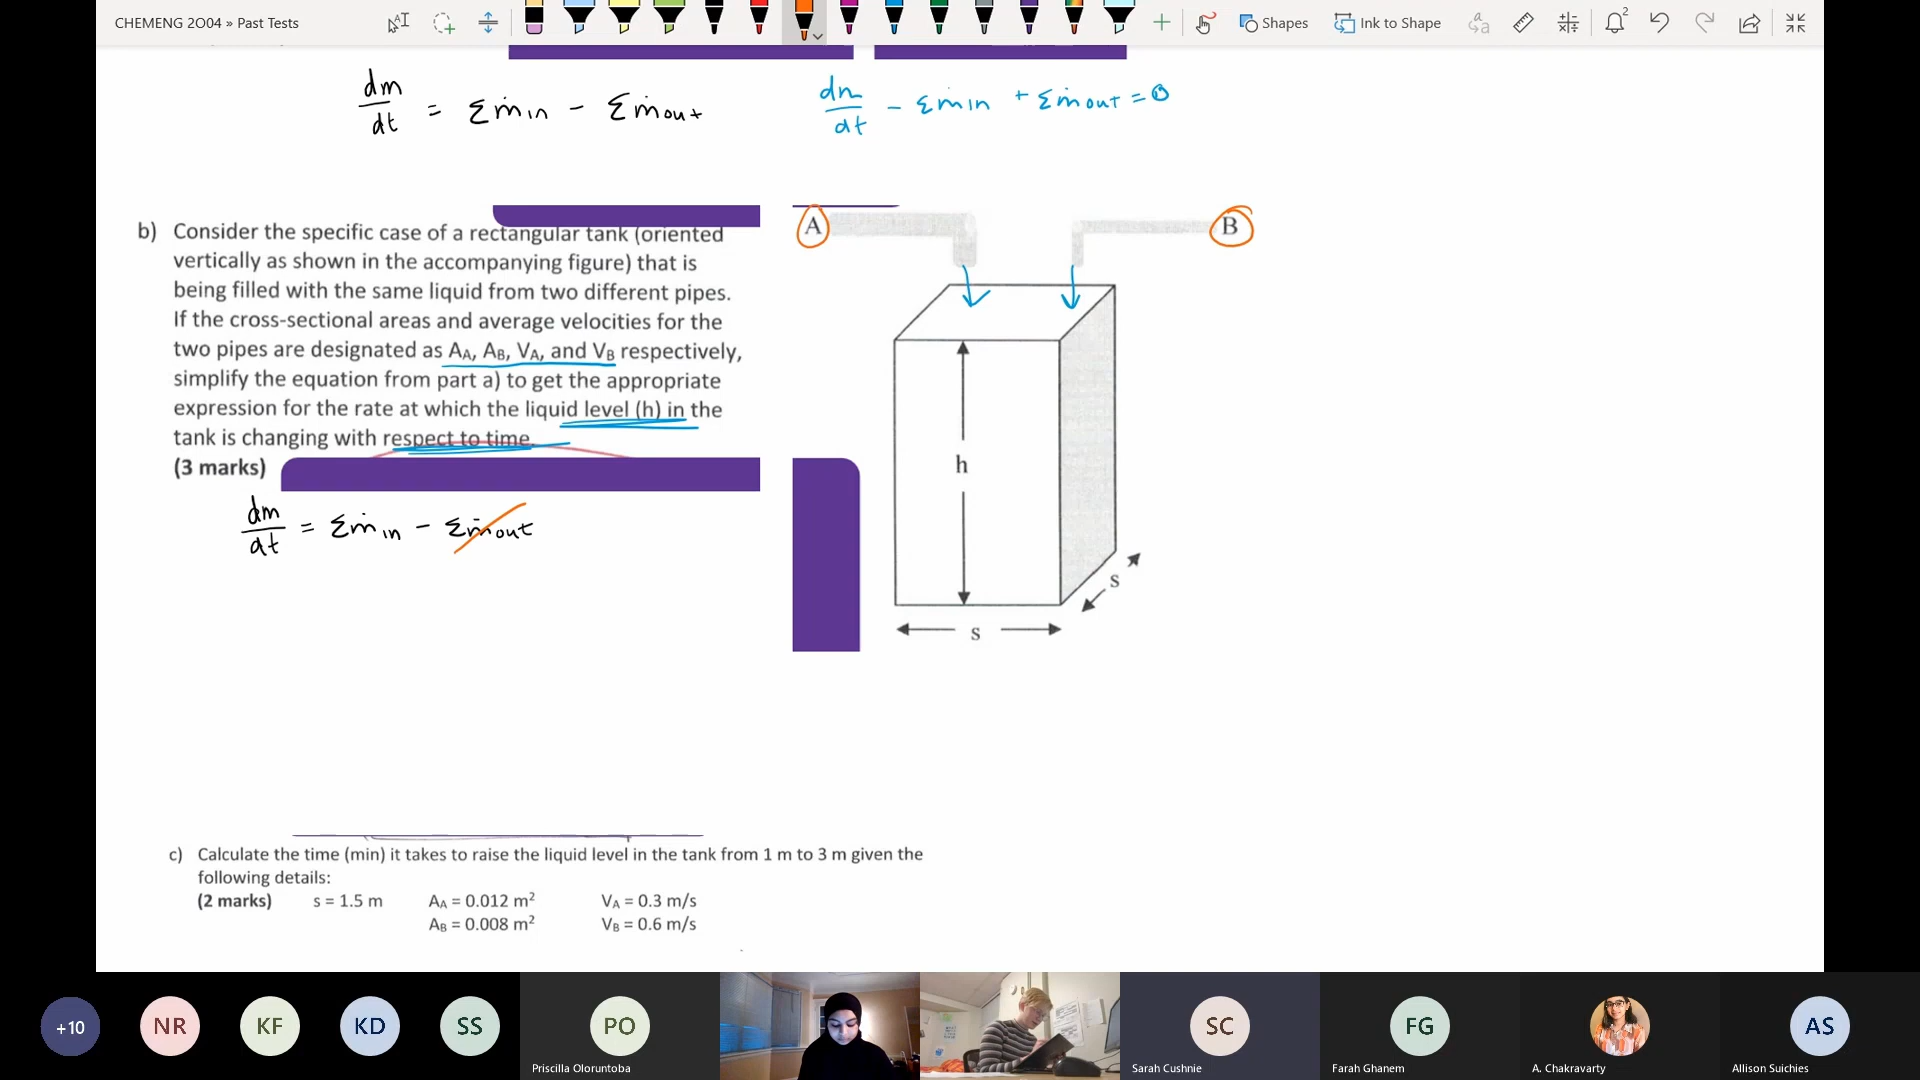 CHEMENG 2O04 » Past Tests
Shapes
Ink to Shape
2
dm/dt = Σṁin − Σṁout
dm/dt − Σṁin + Σṁout = 0
b) Consider the specific case of a rectangular tank (oriented
vertically as shown in the accompanying figure) that is
being filled with the same liquid from two different pipes.
If the cross-sectional areas and average velocities for the
two pipes are designated as AA, AB, VA, and VB respectively,
simplify the equation from part a) to get the appropriate
expression for the rate at which the liquid level (h) in the
tank is changing with respect to time.
(3 marks)
A
B
h
s
s
dm/dt = Σṁin − Σṁout
c) Calculate the time (min) it takes to raise the liquid level in the tank from 1 m to 3 m given the
following details:
(2 marks) s = 1.5 m AA = 0.012 m² VA = 0.3 m/s
AB = 0.008 m² VB = 0.6 m/s
+10
NR
KF
KD
SS
PO
SC
FG
AS
Priscilla Oloruntoba
Sarah Cushnie
Farah Ghanem
A. Chakravarty
Allison Suichies